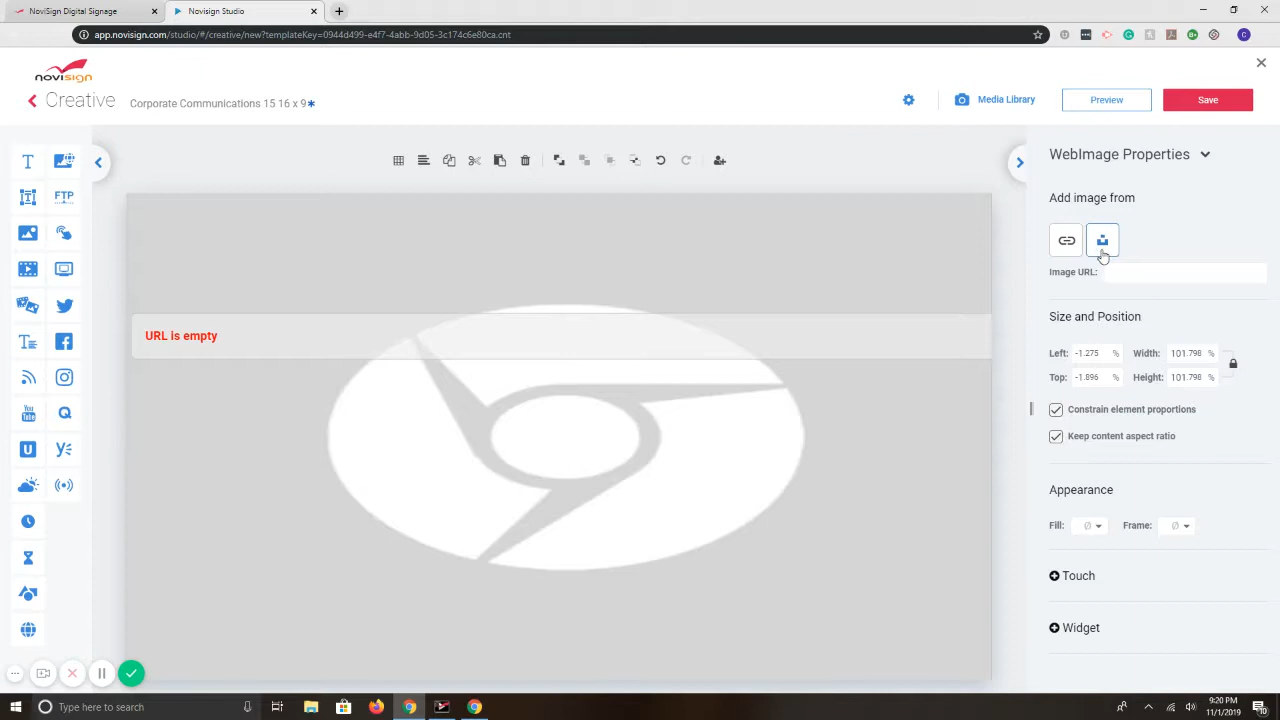 NoviSign Digital Signage
Novisign Studio
app.novisign.com/studio/#/creative/new?templateKey=0944d499-e4f7-4abb-9d05-3c174c6e80ca.cnt
C
novisign
Creative
Corporate Communications 15 16 x 9*
Media Library
Preview
Save
T
T
FTP
T
You
Tube
Q
U
Y
WebImage Properties
Add image from
Image URL:
URL is empty
Size and Position
Left: -1.275 % Width: 101.798 %
Top: -1.896 % Height: 101.798 %
Constrain element proportions
Keep content aspect ratio
Appearance
Fill: Ø Frame: Ø
Touch
Widget
Type here to search
9:20 PM
11/1/2019